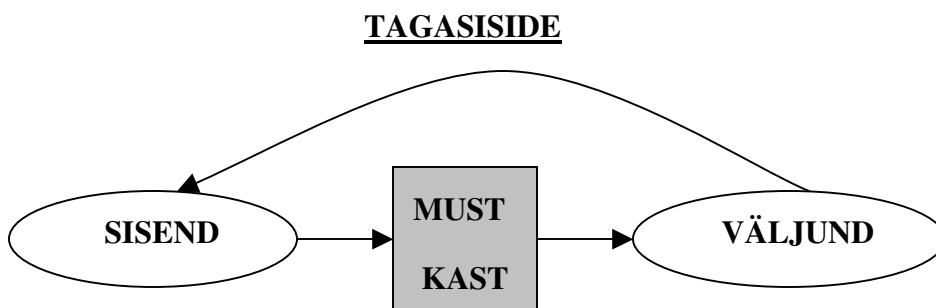 TAGASISIDE
SISEND
MUST
KAST
VÄLJUND